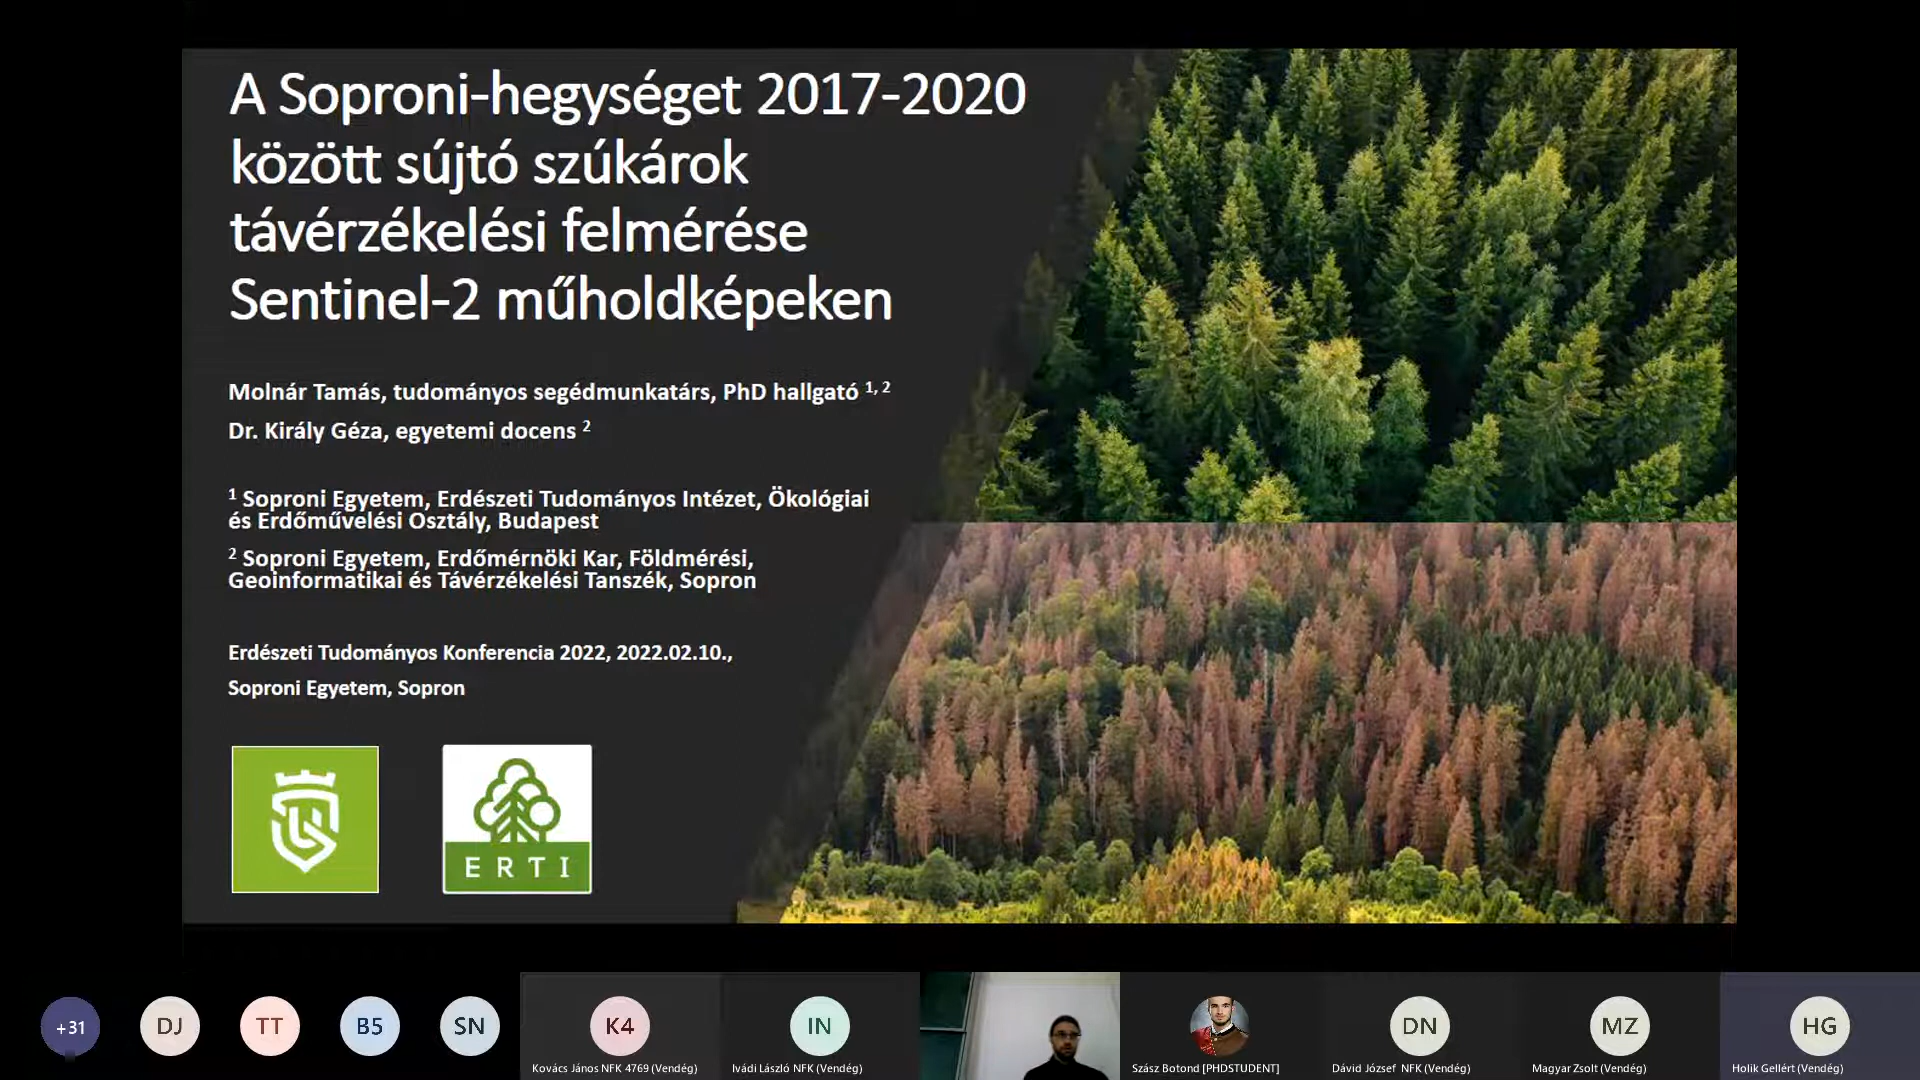 A Soproni-hegységet 2017-2020
között sújtó szúkárok
távérzékelési felmérése
Sentinel-2 műholdképeken
Molnár Tamás, tudományos segédmunkatárs, PhD hallgató 1, 2
Dr. Király Géza, egyetemi docens 2
1 Soproni Egyetem, Erdészeti Tudományos Intézet, Ökológiai
és Erdőművelési Osztály, Budapest
2 Soproni Egyetem, Erdőmérnöki Kar, Földmérési,
Geoinformatikai és Távérzékelési Tanszék, Sopron
Erdészeti Tudományos Konferencia 2022, 2022.02.10.,
Soproni Egyetem, Sopron
ERTI
+31
DJ
TT
B5
SN
K4
IN
DN
MZ
HG
Kovács János NFK 4769 (Vendég)
Ivádi László NFK (Vendég)
Szász Botond [PHDSTUDENT]
Dávid József NFK (Vendég)
Magyar Zsolt (Vendég)
Holik Gellért (Vendég)